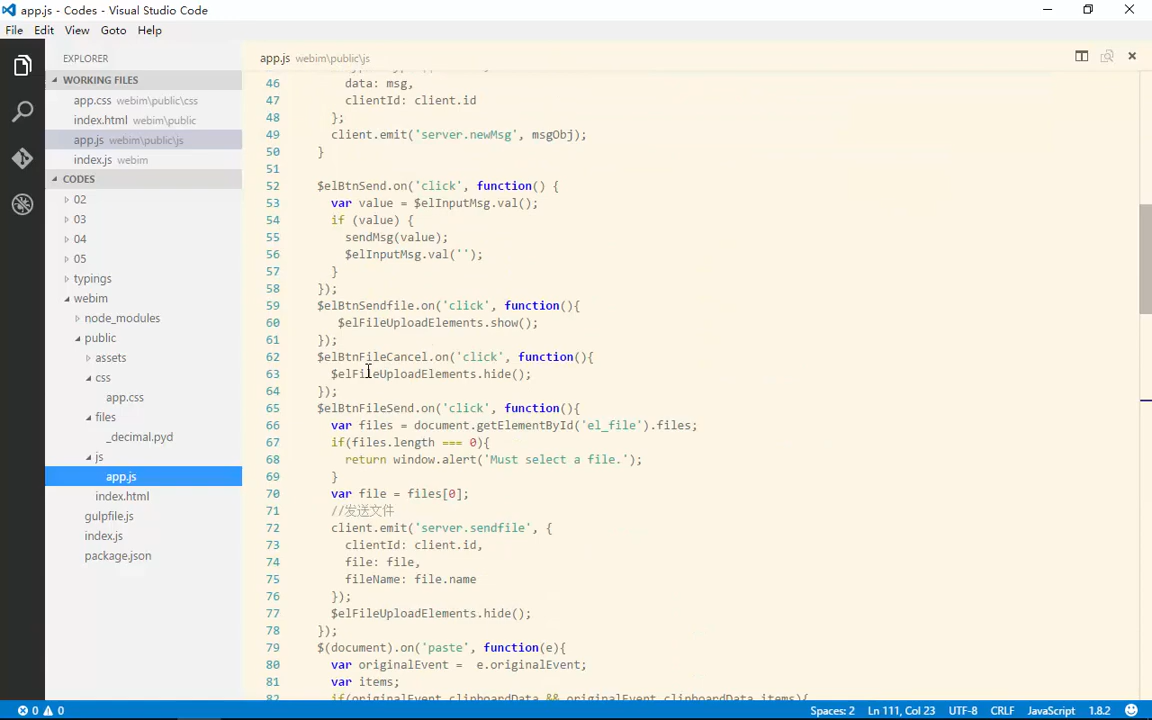 app.js - Codes - Visual Studio Code
File Edit View Goto Help
EXPLORER
WORKING FILES
app.css webim\public\css
index.html webim\public
app.js webim\public\js
index.js webim
CODES
02
03
04
05
typings
webim
node_modules
public
assets
css
app.css
files
_decimal.pyd
js
app.js
index.html
gulpfile.js
index.js
package.json
app.js webim\public\js
46 data: msg,
47 clientId: client.id
48 };
49 client.emit('server.newMsg', msgObj);
50 }
51
52 $elBtnSend.on('click', function() {
53 var value = $elInputMsg.val();
54 if (value) {
55 sendMsg(value);
56 $elInputMsg.val('');
57 }
58 });
59 $elBtnSendfile.on('click', function(){
60 $elFileUploadElements.show();
61 });
62 $elBtnFileCancel.on('click', function(){
63 $elFileUploadElements.hide();
64 });
65 $elBtnFileSend.on('click', function(){
66 var files = document.getElementById('el_file').files;
67 if(files.length === 0){
68 return window.alert('Must select a file.');
69 }
70 var file = files[0];
71 //发送文件
72 client.emit('server.sendfile', {
73 clientId: client.id,
74 file: file,
75 fileName: file.name
76 });
77 $elFileUploadElements.hide();
78 });
79 $(document).on('paste', function(e){
80 var originalEvent = e.originalEvent;
81 var items;
82 if(originalEvent.clipboardData && originalEvent.clipboardData.items){
0 0
Spaces: 2 Ln 111, Col 23 UTF-8 CRLF JavaScript 1.8.2